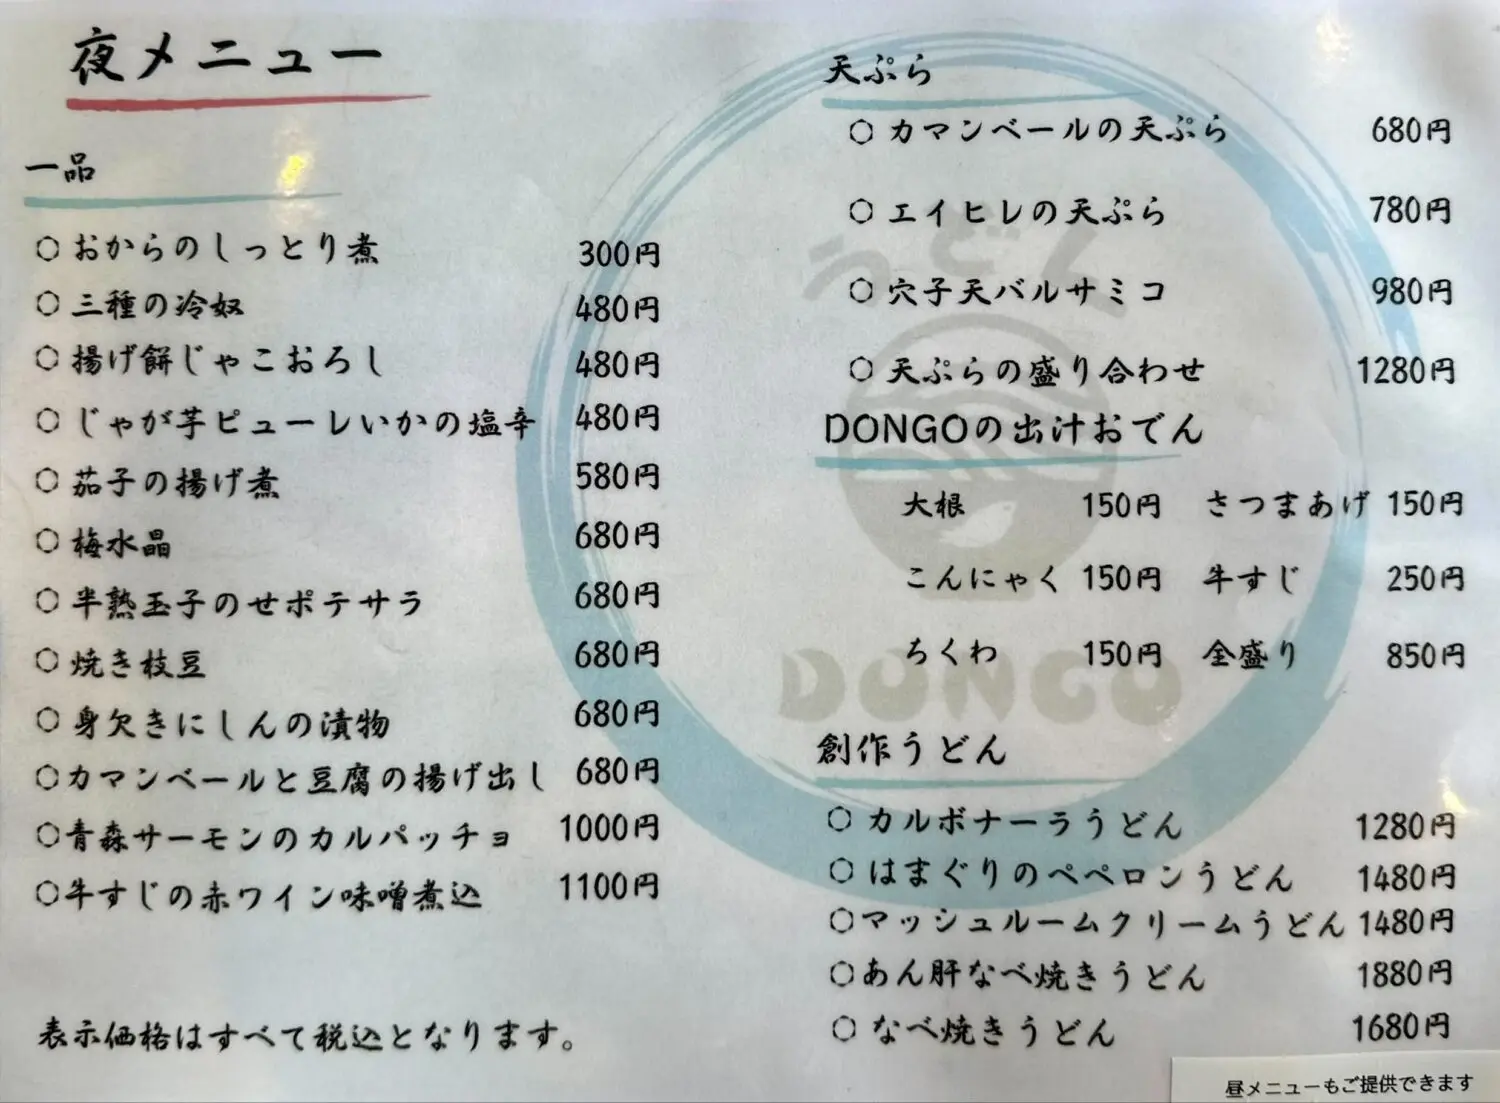 夜メニュー
一品
○おからのしっとり煮 300円
○三種の冷奴 480円
○揚げ餅じゃこおろし 480円
○じゃが芋ピューレいかの塩辛 480円
○茄子の揚げ煮 580円
○梅水晶 680円
○半熟玉子のせポテサラ 680円
○焼き枝豆 680円
○身欠きにしんの漬物 680円
○カマンベールと豆腐の揚げ出し 680円
○青森サーモンのカルパッチョ 1000円
○牛すじの赤ワイン味噌煮込 1100円
表示価格はすべて税込となります。
天ぷら
○カマンベールの天ぷら 680円
○エイヒレの天ぷら 780円
○穴子天バルサミコ 980円
○天ぷらの盛り合わせ 1280円
DONGOの出汁おでん
大根 150円 さつまあげ 150円
こんにゃく 150円 牛すじ 250円
ちくわ 150円 全盛り 850円
創作うどん
○カルボナーラうどん 1280円
○はまぐりのペペロンうどん 1480円
○マッシュルームクリームうどん 1480円
○あん肝なべ焼きうどん 1880円
○なべ焼きうどん 1680円
昼メニューもご提供できます
うどん
DONGO